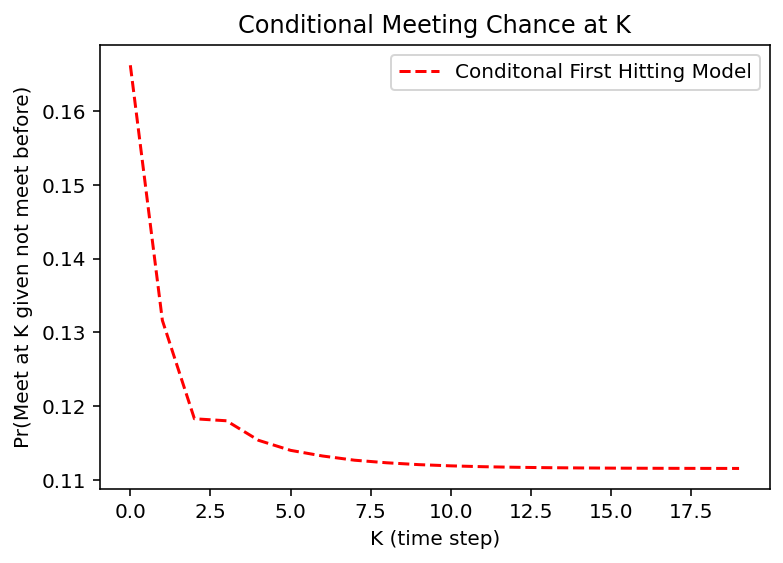 Conditional Meeting Chance at K
Conditonal First Hitting Model
Pr(Meet at K given not meet before)
0.16
0.15
0.14
0.13
0.12
0.11
0.0 2.5 5.0 7.5 10.0 12.5 15.0 17.5
K (time step)